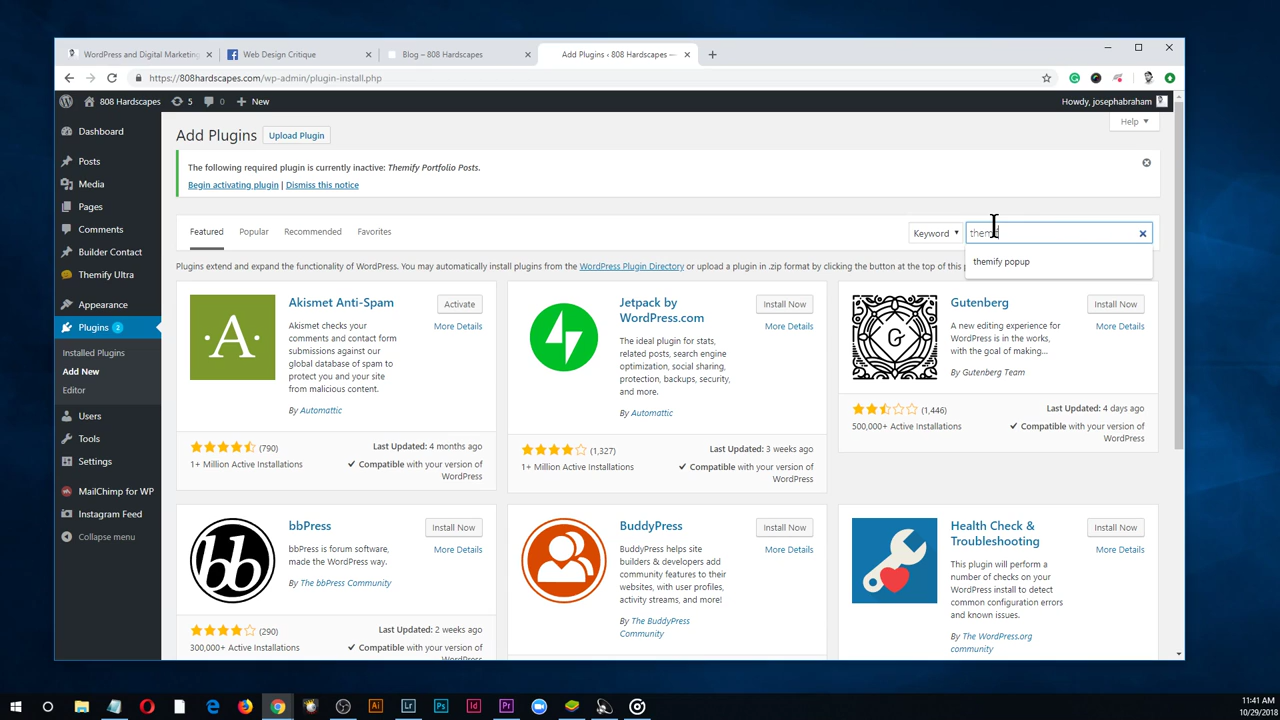 WordPress and Digital Marketing
Web Design Critique
Blog – 808 Hardscapes
Add Plugins ‹ 808 Hardscapes —
https://808hardscapes.com/wp-admin/plugin-install.php
808 Hardscapes
5
0
New
Howdy, josephabraham
Dashboard
Posts
Media
Pages
Comments
Builder Contact
Themify Ultra
Appearance
Plugins 2
Installed Plugins
Add New
Editor
Users
Tools
Settings
MailChimp for WP
Instagram Feed
Collapse menu
Help
Add Plugins
Upload Plugin
The following required plugin is currently inactive: Themify Portfolio Posts.
Begin activating plugin | Dismiss this notice
Featured
Popular
Recommended
Favorites
Keyword
themify popup
Plugins extend and expand the functionality of WordPress. You may automatically install plugins from the WordPress Plugin Directory or upload a plugin in .zip format by clicking the button at the top of this
A
Akismet Anti-Spam
Activate
More Details
Akismet checks your
comments and contact form
submissions against our
global database of spam to
protect you and your site
from malicious content.
By Automattic
(790)
1+ Million Active Installations
Last Updated: 4 months ago
Compatible with your version of
WordPress
Jetpack by
WordPress.com
Install Now
More Details
The ideal plugin for stats,
related posts, search engine
optimization, social sharing,
protection, backups, security,
and more.
By Automattic
(1,327)
1+ Million Active Installations
Last Updated: 3 weeks ago
Compatible with your version of
WordPress
G
Gutenberg
Install Now
More Details
A new editing experience for
WordPress is in the works,
with the goal of making...
By Gutenberg Team
(1,446)
500,000+ Active Installations
Last Updated: 4 days ago
Compatible with your version of
WordPress
bb
bbPress
Install Now
More Details
bbPress is forum software,
made the WordPress way.
By The bbPress Community
(290)
300,000+ Active Installations
Last Updated: 2 weeks ago
Compatible with your version of
BuddyPress
Install Now
More Details
BuddyPress helps site
builders & developers add
community features to their
websites, with user profiles,
activity streams, and more!
By The BuddyPress
Community
Health Check &
Troubleshooting
Install Now
More Details
This plugin will perform a
number of checks on your
WordPress install to detect
common configuration errors
and known issues.
By The WordPress.org
community
Ai
Lr
Ps
Id
Pr
11:41 AM
10/29/2018